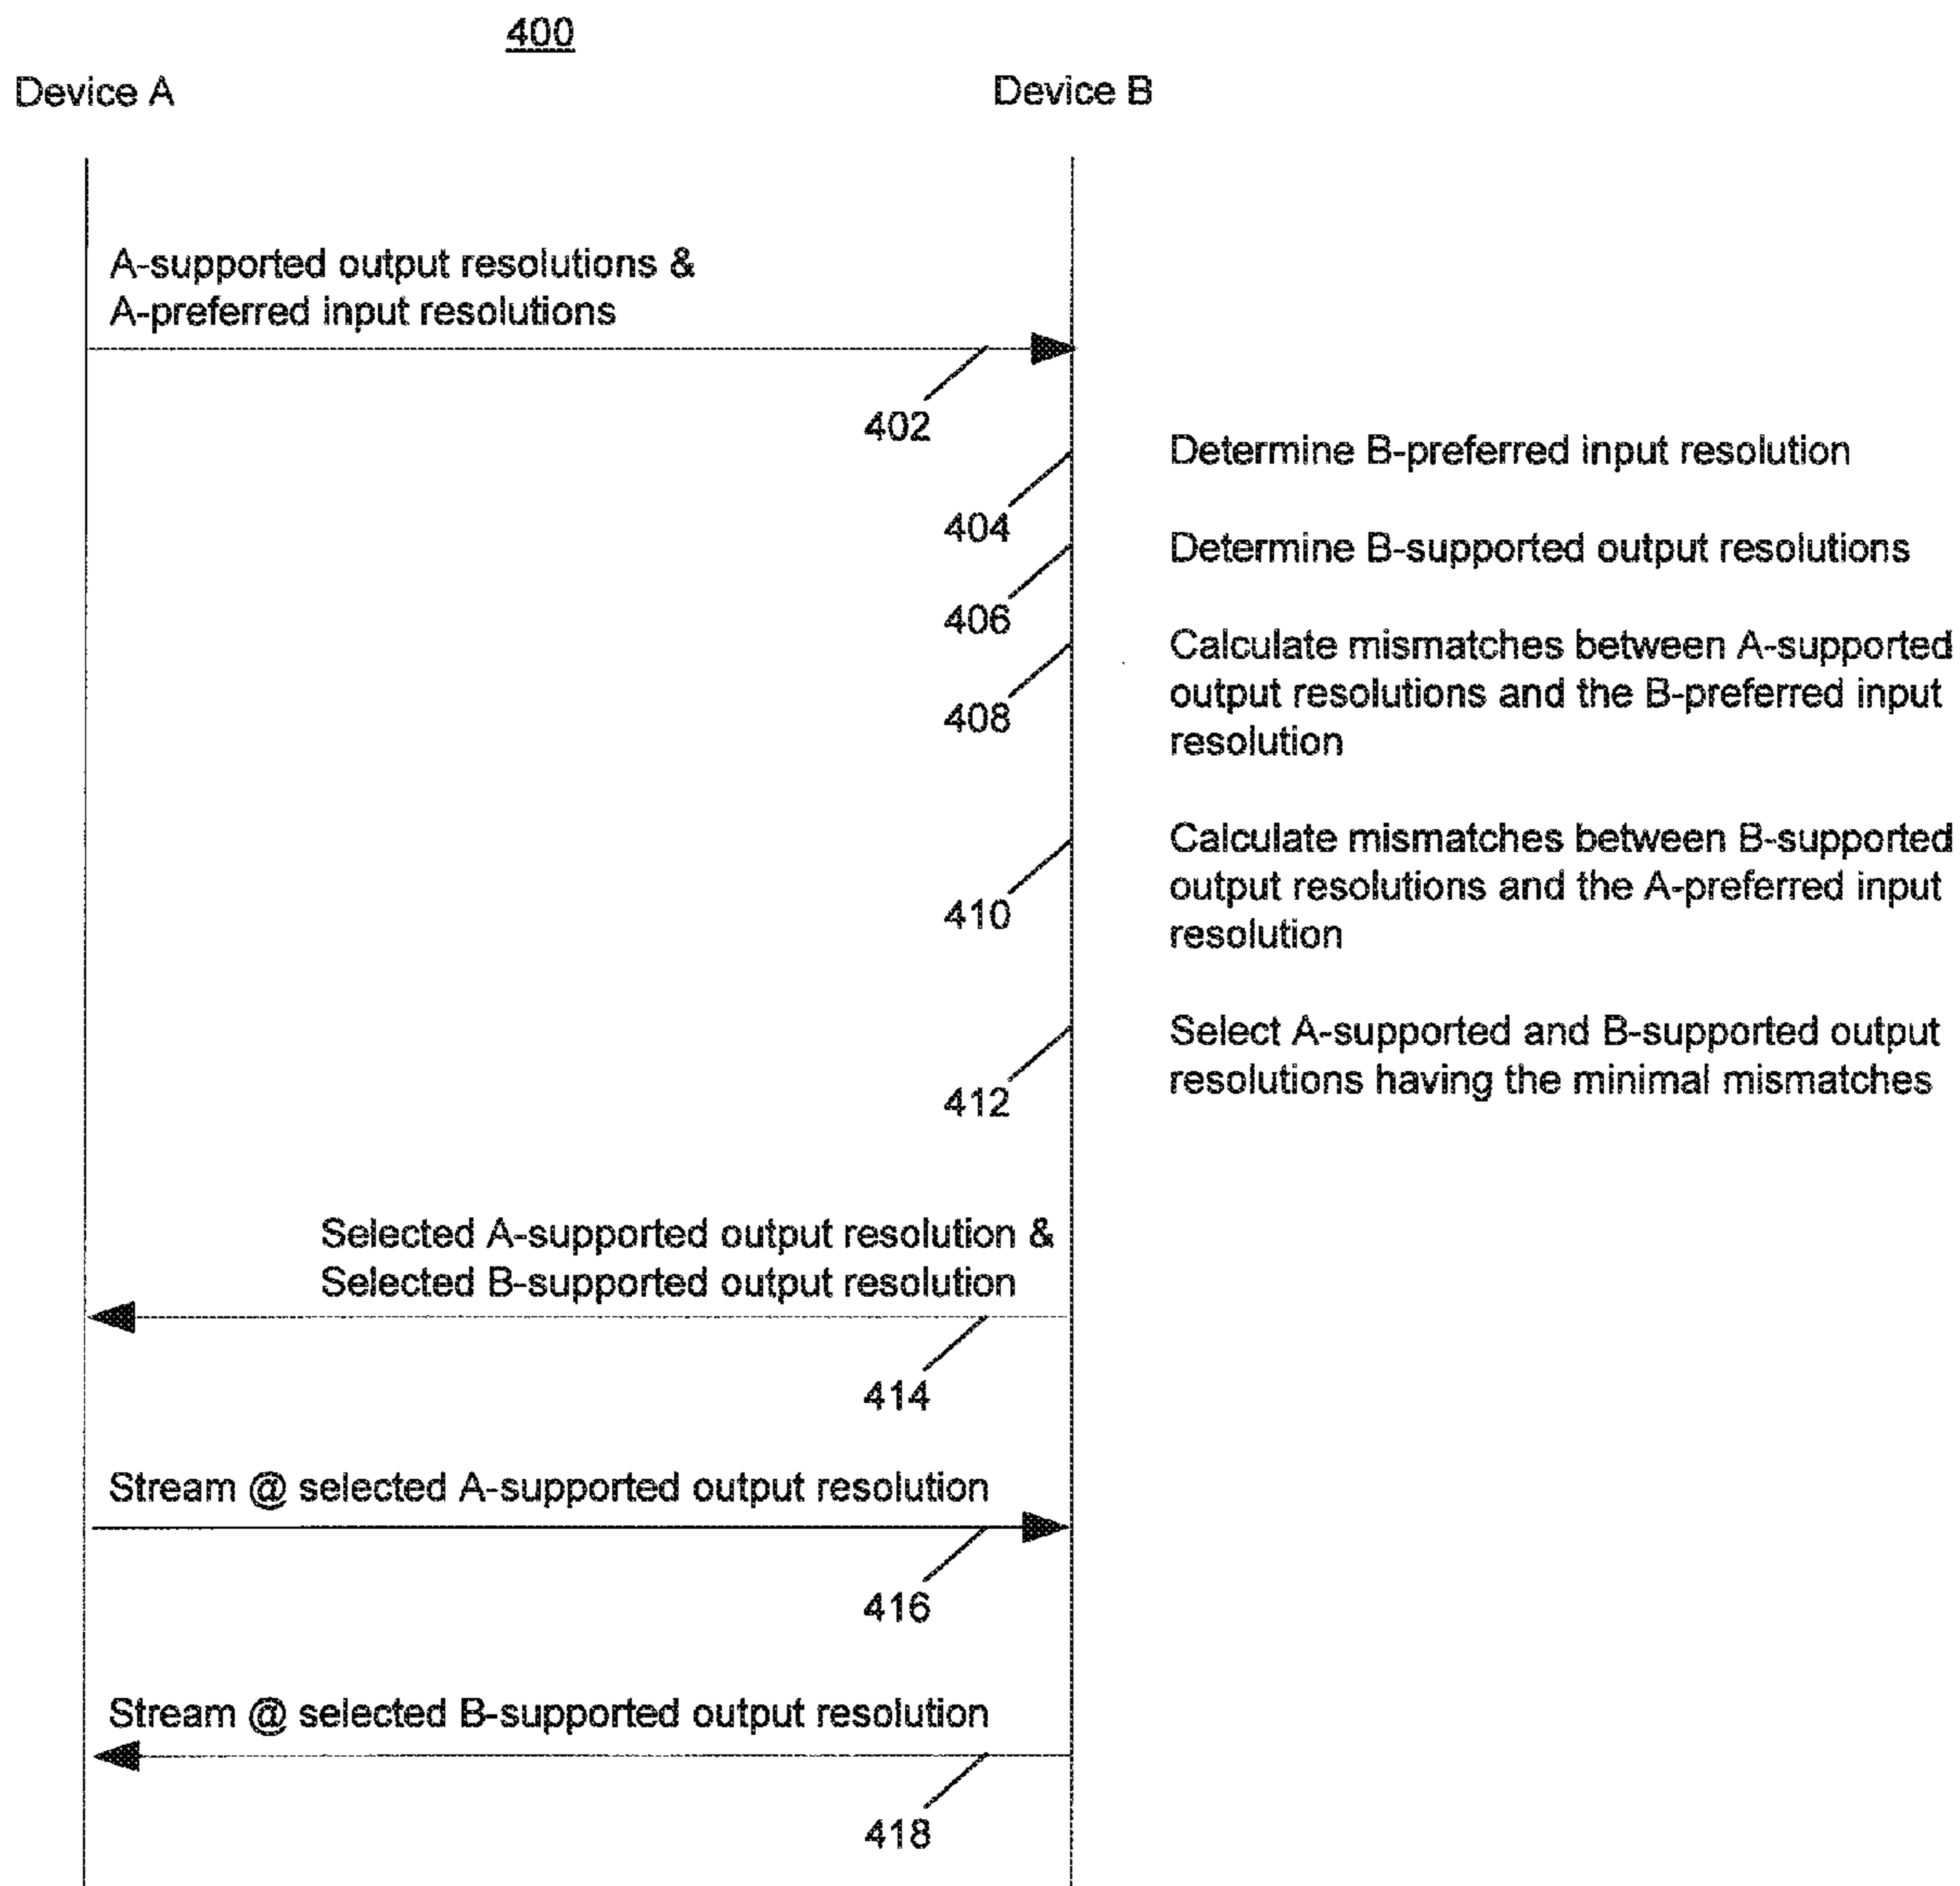 400
Device A
Device B
A-supported output resolutions &
A-preferred input resolutions
402
Determine B-preferred input resolution
404
Determine B-supported output resolutions
406
Calculate mismatches between A-supported
output resolutions and the B-preferred input
resolution
408
Calculate mismatches between B-supported
output resolutions and the A-preferred input
resolution
410
Select A-supported and B-supported output
resolutions having the minimal mismatches
412
Selected A-supported output resolution &
Selected B-supported output resolution
414
Stream @ selected A-supported output resolution
416
Stream @ selected B-supported output resolution
418